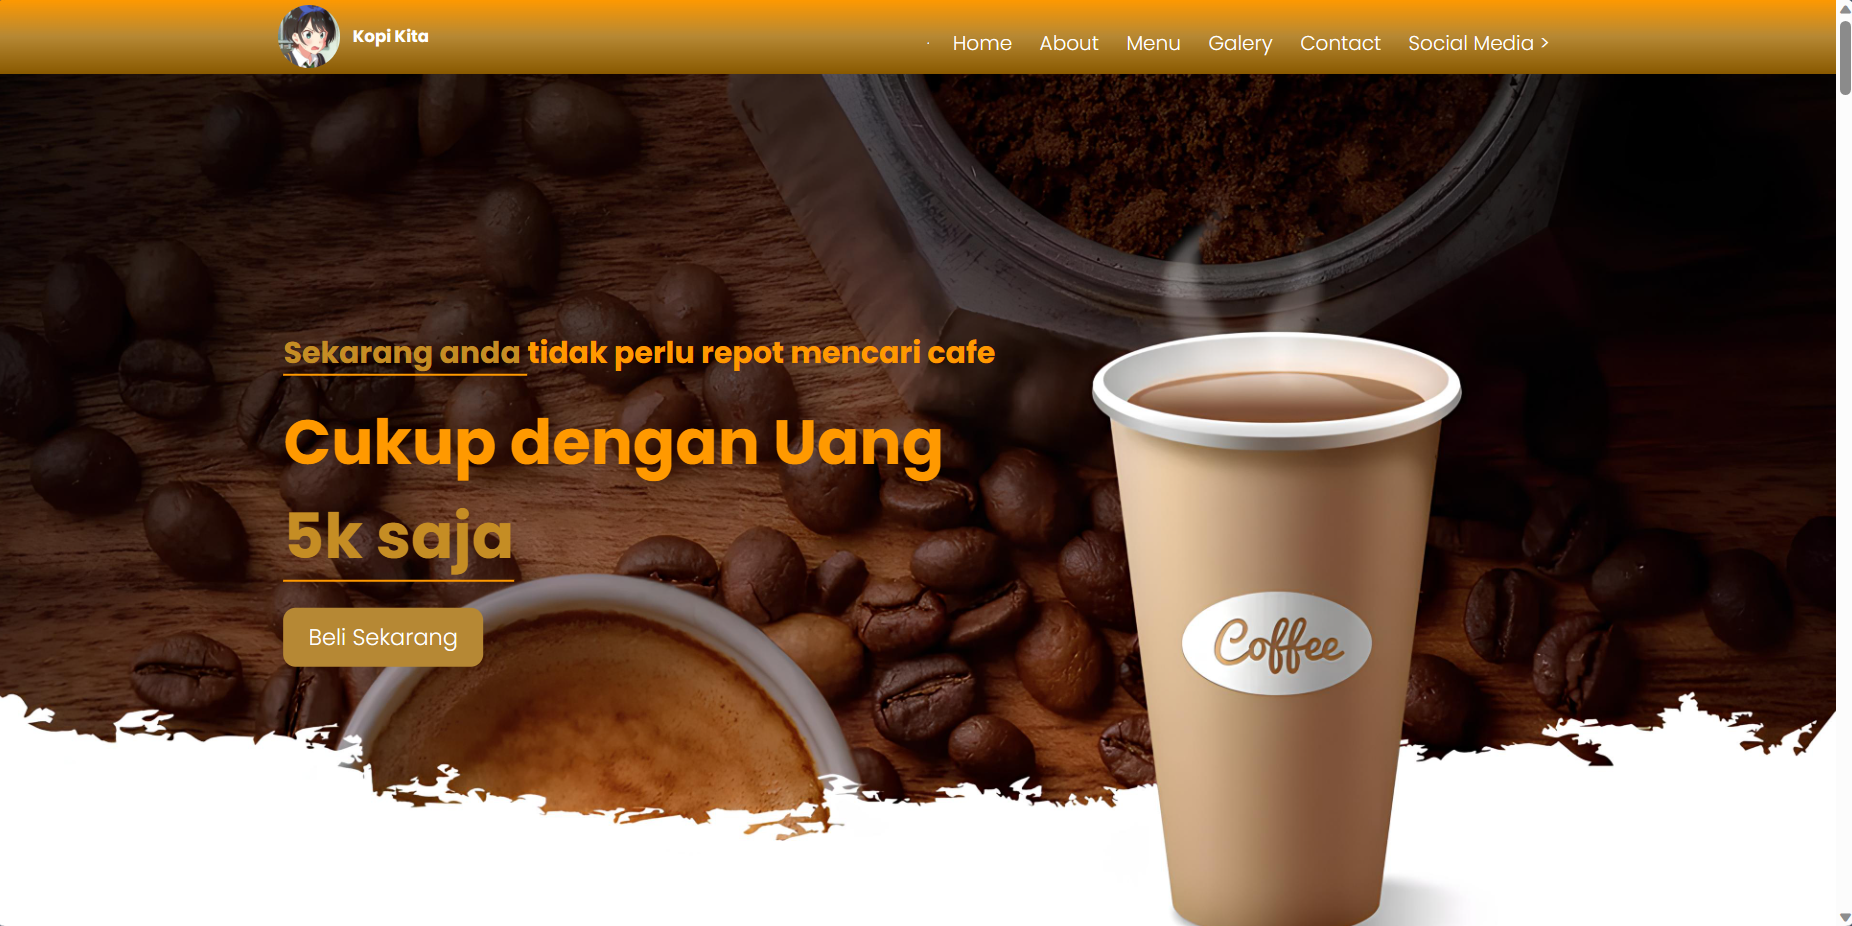 Kopi Kita
Home About Menu Galery Contact Social Media >
Sekarang anda tidak perlu repot mencari cafe
Cukup dengan Uang
5k saja
Beli Sekarang
Coffee